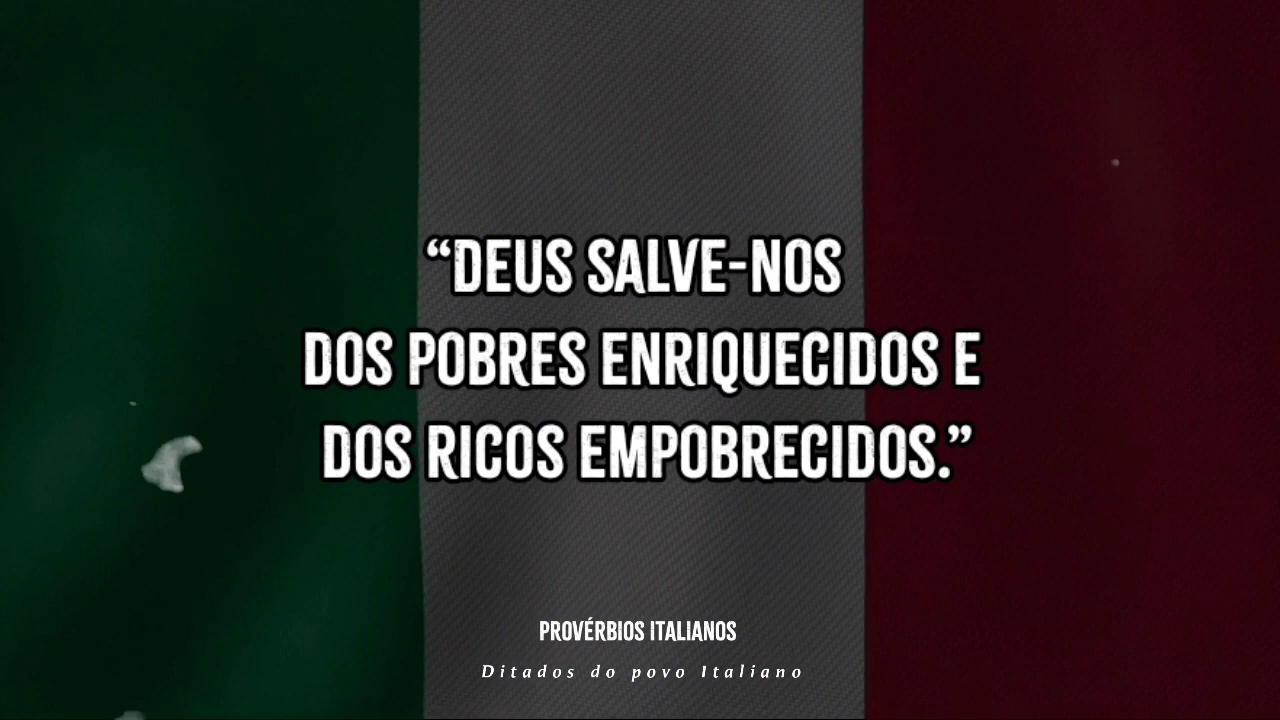 “DEUS SALVE-NOS
DOS POBRES ENRIQUECIDOS E
DOS RICOS EMPOBRECIDOS.”
PROVÉRBIOS ITALIANOS
Ditados do povo Italiano